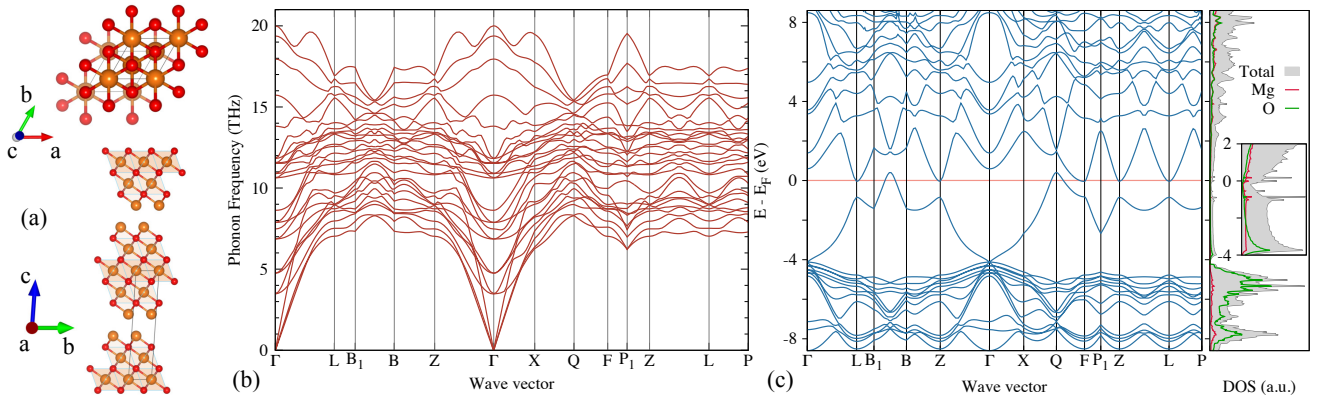 b
c
a
(a)
c
a
b
Phonon Frequency (THz)
20
15
10
5
0
Γ L B1 B Z Γ X Q F P1 Z L P
Wave vector
(b)
E - EF (eV)
8
4
0
-4
-8
Γ L B1 B Z Γ X Q F P1 Z L P
Wave vector
(c)
Total
Mg
O
2
0
-2
-4
DOS (a.u.)